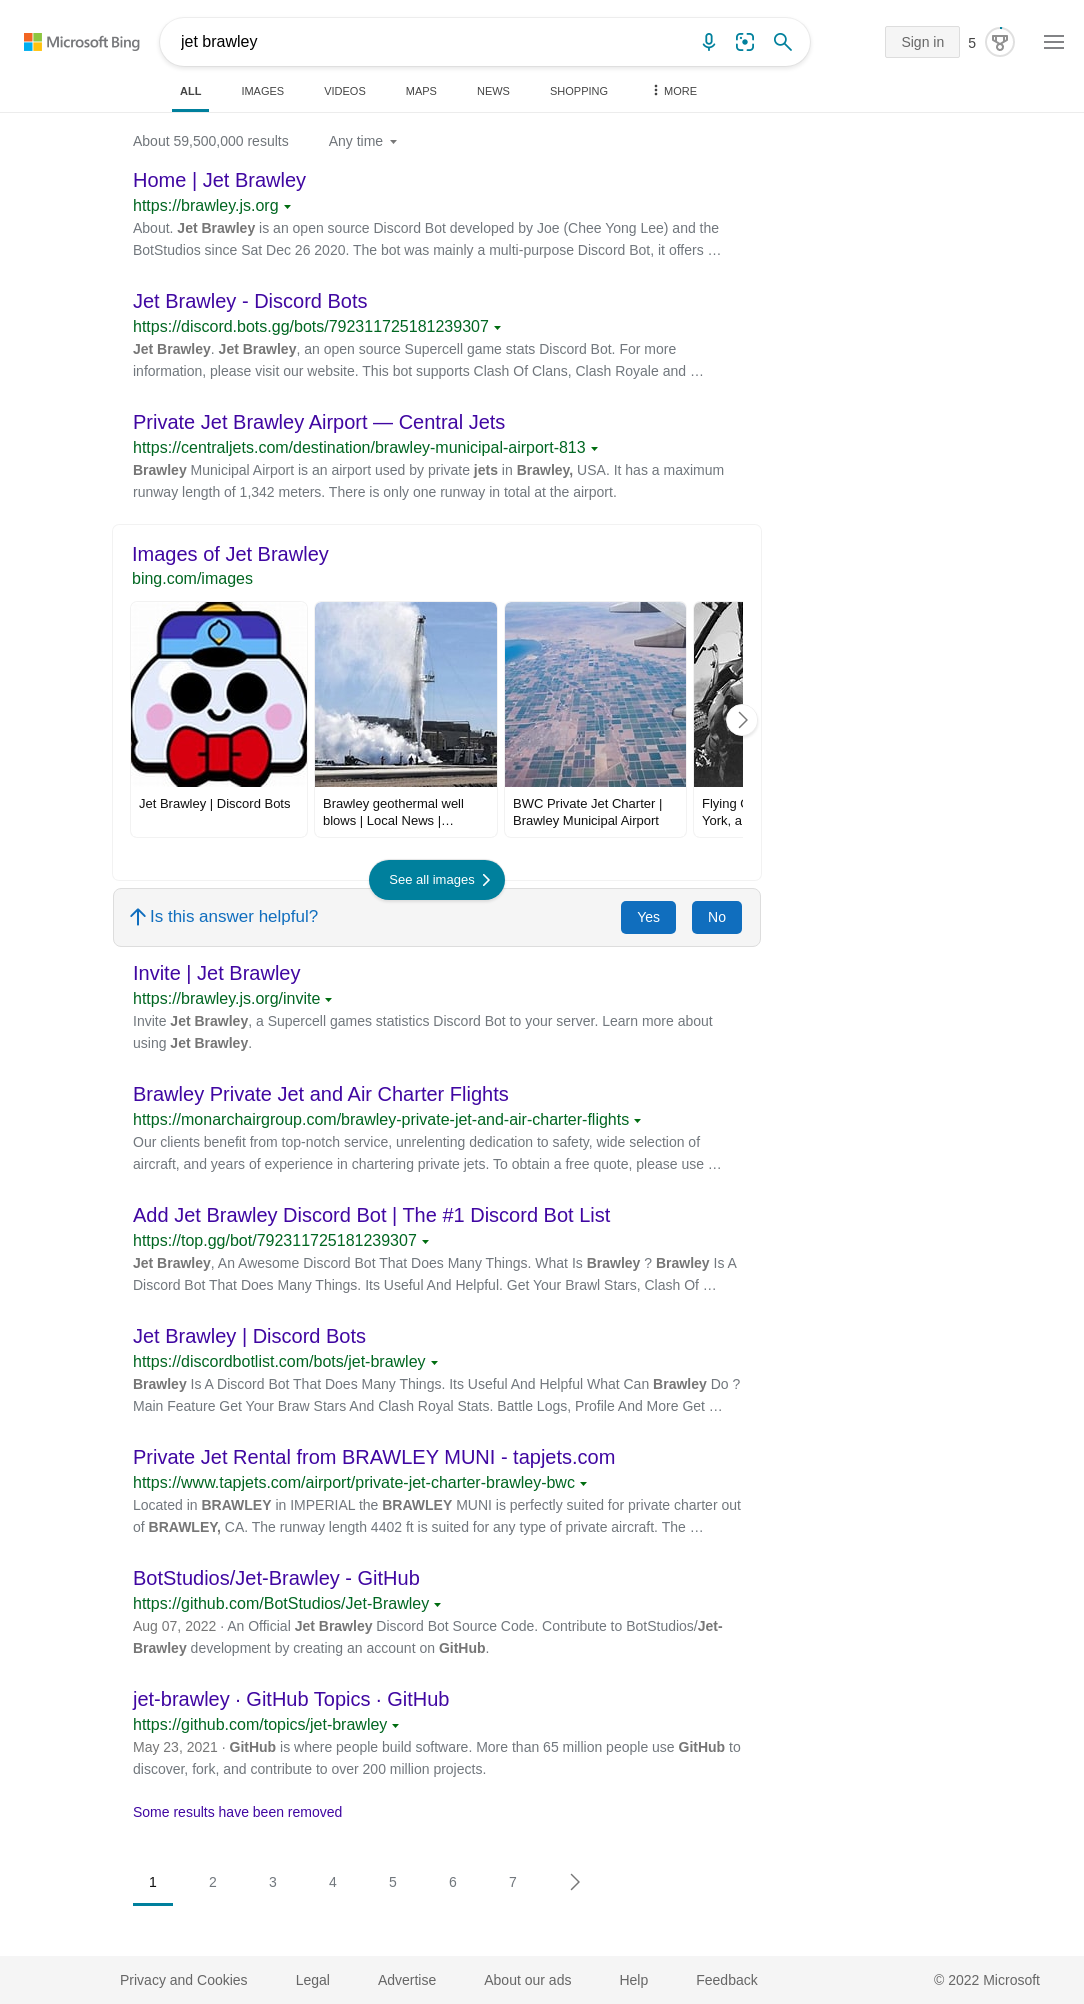 Microsoft Bing
jet brawley
Sign in
5
ALL
IMAGES
VIDEOS
MAPS
NEWS
SHOPPING
MORE
About 59,500,000 results
Any time
Home | Jet Brawley
https://brawley.js.org
About. Jet Brawley is an open source Discord Bot developed by Joe (Chee Yong Lee) and the
BotStudios since Sat Dec 26 2020. The bot was mainly a multi-purpose Discord Bot, it offers …
Jet Brawley - Discord Bots
https://discord.bots.gg/bots/792311725181239307
Jet Brawley. Jet Brawley, an open source Supercell game stats Discord Bot. For more
information, please visit our website. This bot supports Clash Of Clans, Clash Royale and …
Private Jet Brawley Airport — Central Jets
https://centraljets.com/destination/brawley-municipal-airport-813
Brawley Municipal Airport is an airport used by private jets in Brawley, USA. It has a maximum
runway length of 1,342 meters. There is only one runway in total at the airport.
Images of Jet Brawley
bing.com/images
Jet Brawley | Discord Bots
Brawley geothermal well
blows | Local News |…
BWC Private Jet Charter |
Brawley Municipal Airport
Flying
York, a
See all images
Is this answer helpful?
Yes
No
Invite | Jet Brawley
https://brawley.js.org/invite
Invite Jet Brawley, a Supercell games statistics Discord Bot to your server. Learn more about
using Jet Brawley.
Brawley Private Jet and Air Charter Flights
https://monarchairgroup.com/brawley-private-jet-and-air-charter-flights
Our clients benefit from top-notch service, unrelenting dedication to safety, wide selection of
aircraft, and years of experience in chartering private jets. To obtain a free quote, please use …
Add Jet Brawley Discord Bot | The #1 Discord Bot List
https://top.gg/bot/792311725181239307
Jet Brawley, An Awesome Discord Bot That Does Many Things. What Is Brawley ? Brawley Is A
Discord Bot That Does Many Things. Its Useful And Helpful. Get Your Brawl Stars, Clash Of …
Jet Brawley | Discord Bots
https://discordbotlist.com/bots/jet-brawley
Brawley Is A Discord Bot That Does Many Things. Its Useful And Helpful What Can Brawley Do ?
Main Feature Get Your Braw Stars And Clash Royal Stats. Battle Logs, Profile And More Get …
Private Jet Rental from BRAWLEY MUNI - tapjets.com
https://www.tapjets.com/airport/private-jet-charter-brawley-bwc
Located in BRAWLEY in IMPERIAL the BRAWLEY MUNI is perfectly suited for private charter out
of BRAWLEY, CA. The runway length 4402 ft is suited for any type of private aircraft. The …
BotStudios/Jet-Brawley - GitHub
https://github.com/BotStudios/Jet-Brawley
Aug 07, 2022 · An Official Jet Brawley Discord Bot Source Code. Contribute to BotStudios/Jet-
Brawley development by creating an account on GitHub.
jet-brawley · GitHub Topics · GitHub
https://github.com/topics/jet-brawley
May 23, 2021 · GitHub is where people build software. More than 65 million people use GitHub to
discover, fork, and contribute to over 200 million projects.
Some results have been removed
1
2
3
4
5
6
7
Privacy and Cookies
Legal
Advertise
About our ads
Help
Feedback
© 2022 Microsoft